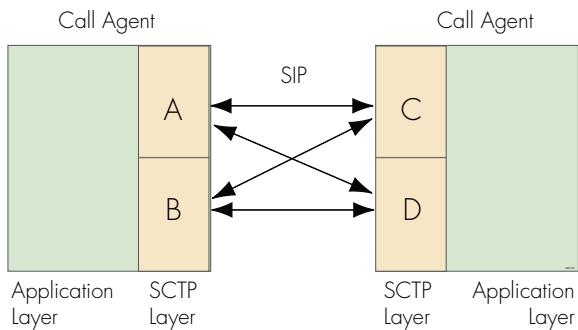 Call Agent
Call Agent
SIP
A
C
B
D
Application
Layer
SCTP
Layer
SCTP
Layer
Application
Layer